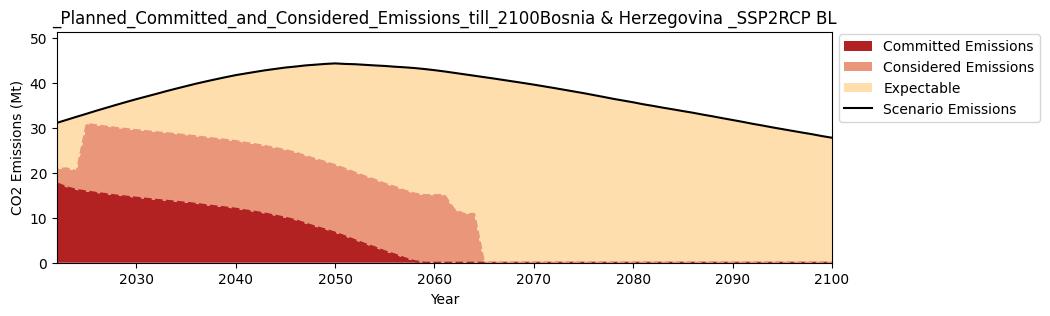 _Planned_Committed_and_Considered_Emissions_till_2100Bosnia & Herzegovina _SSP2RCP BL
Committed Emissions
Considered Emissions
Expectable
Scenario Emissions
CO2 Emissions (Mt)
50
40
30
20
10
0
2030 2040 2050 2060 2070 2080 2090 2100
Year